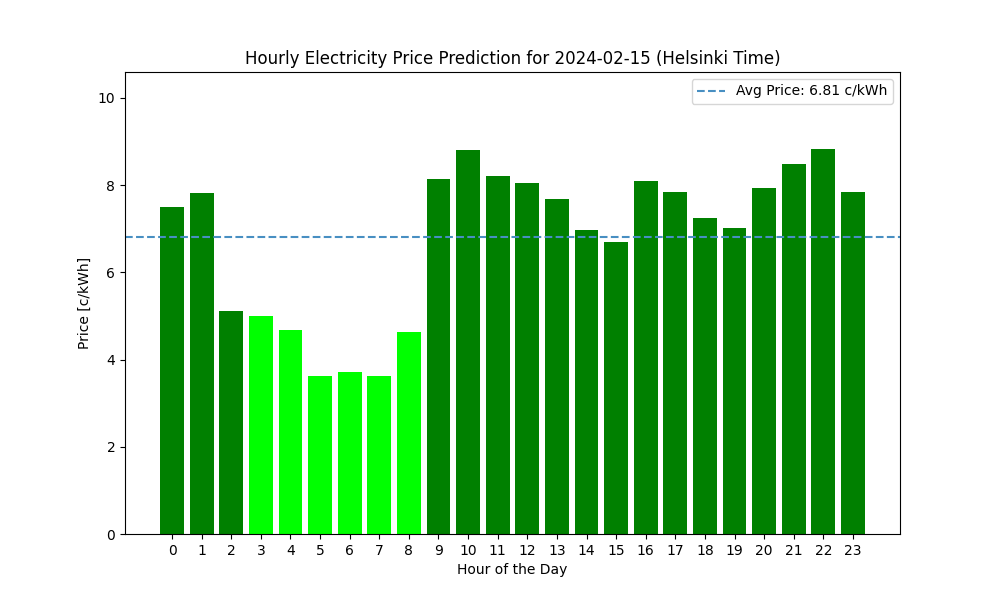 Hourly Electricity Price Prediction for 2024-02-15 (Helsinki Time)
Avg Price: 6.81 c/kWh
10
8
6
4
2
0
Price [c/kWh]
0 1 2 3 4 5 6 7 8 9 10 11 12 13 14 15 16 17 18 19 20 21 22 23
Hour of the Day